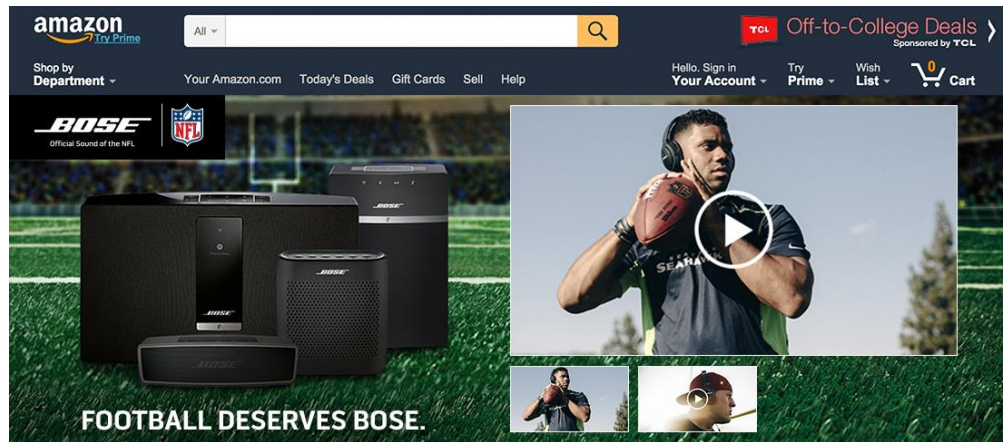 amazon
Try Prime
All
TCL
Off-to-College Deals
Sponsored by TCL
Shop by
Department
Your Amazon.com Today's Deals Gift Cards Sell Help
Hello. Sign in
Your Account
Try
Prime
Wish
List
0
Cart
BOSE
Official Sound of the NFL
NFL
BOSE
BOSE
BOSE
BOSE
SEAHAWK
FOOTBALL DESERVES BOSE.